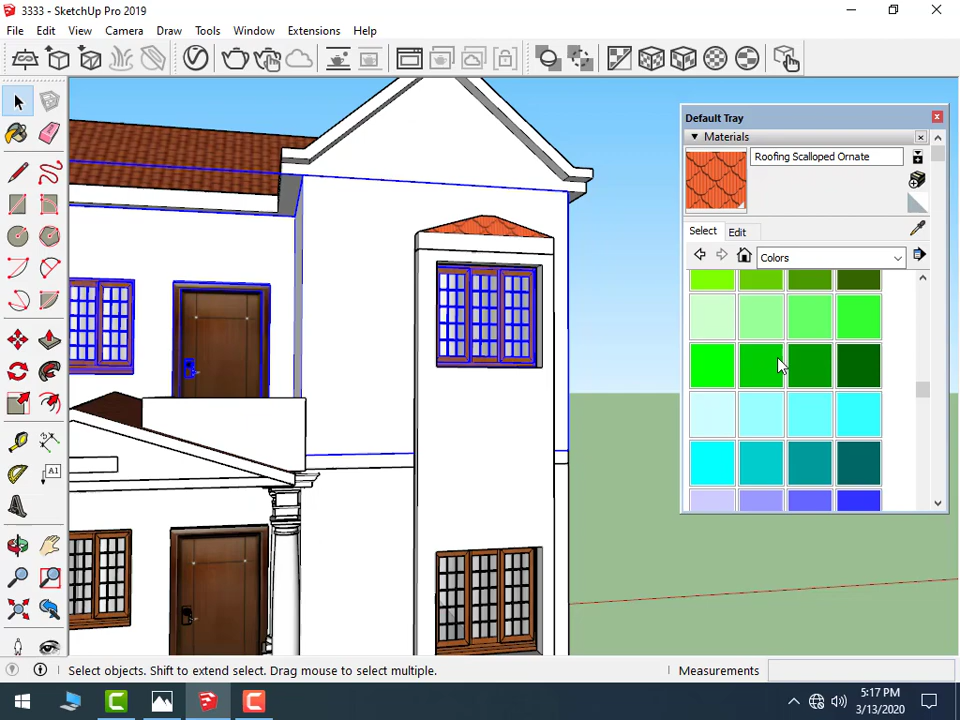 3333 - SketchUp Pro 2019
File Edit View Camera Draw Tools Window Extensions Help
Default Tray
Materials
Roofing Scalloped Ornate
Select Edit
Colors
A1
Select objects. Shift to extend select. Drag mouse to select multiple.
Measurements
5:17 PM
3/13/2020